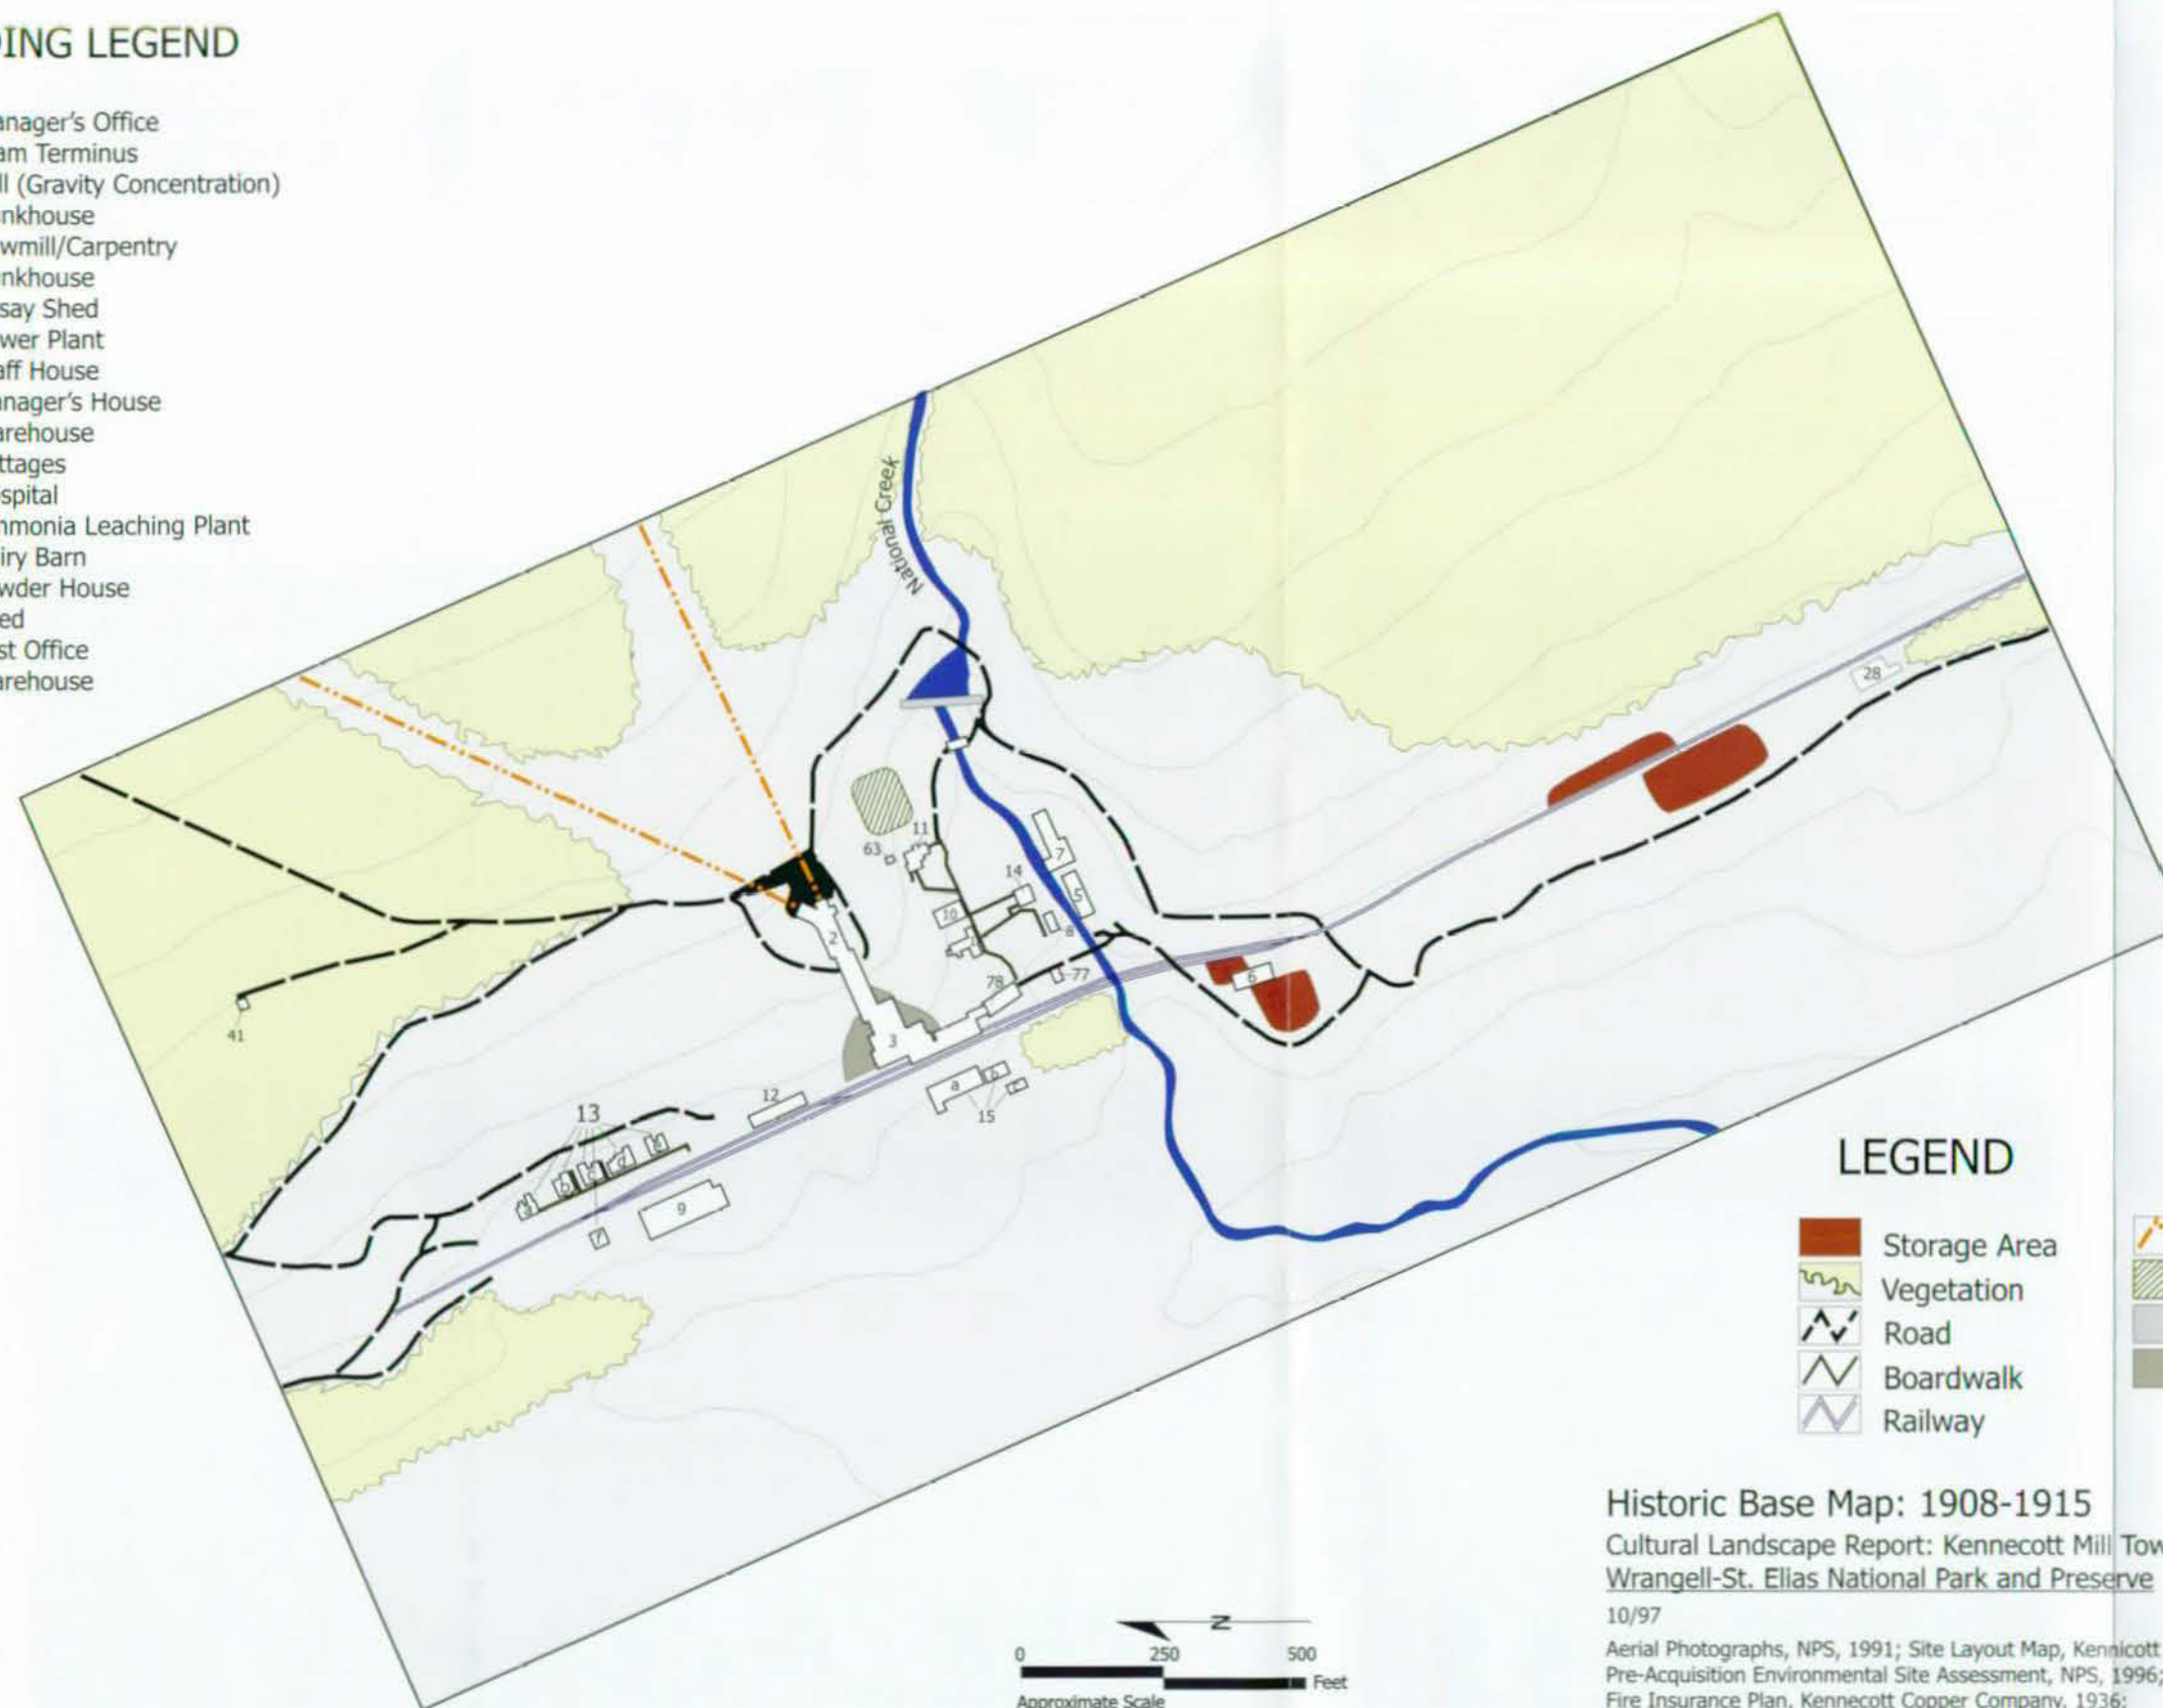 ING LEGEND
anager's Office
am Terminus
ll (Gravity Concentration)
nkhouse
wmill/Carpentry
nkhouse
say Shed
wer Plant
aff House
anager's House
arehouse
ttages
spital
mmonia Leaching Plant
iry Barn
wder House
ed
st Office
arehouse
National Creek
28
11
63
7
14
5
10
8
2
6
77
78
41
3
a
b
c
15
12
13
a
b
c
d
e
9
f
LEGEND
Storage Area
Vegetation
Road
Boardwalk
Railway
Historic Base Map: 1908-1915
Cultural Landscape Report: Kennecott Mill Tow
Wrangell-St. Elias National Park and Preserve
10/97
Aerial Photographs, NPS, 1991; Site Layout Map, Kennicott
Pre-Acquisition Environmental Site Assessment, NPS, 1996;
Fire Insurance Plan, Kennecott Copper Company, 1936;
N
0 250 500
Feet
Approximate Scale